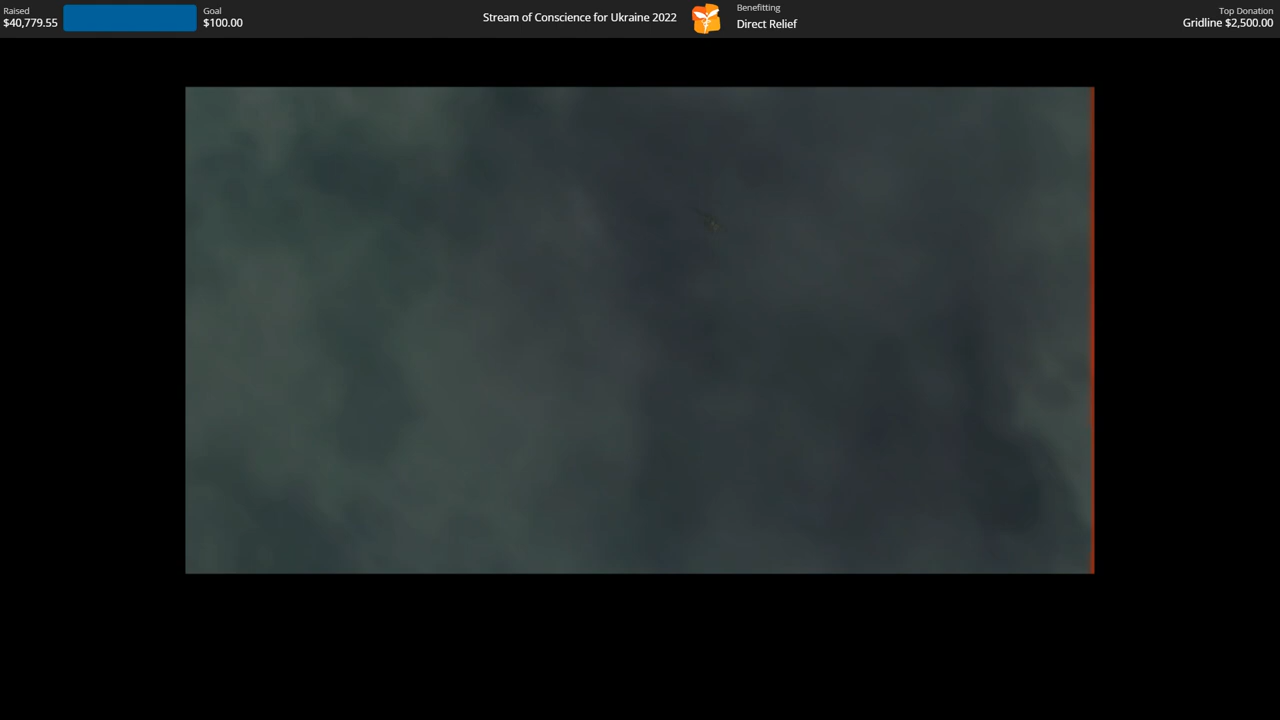 Raised
$40,779.55
Goal
$100.00
Stream of Conscience for Ukraine 2022
Benefitting
Direct Relief
Top Donation
Gridline $2,500.00